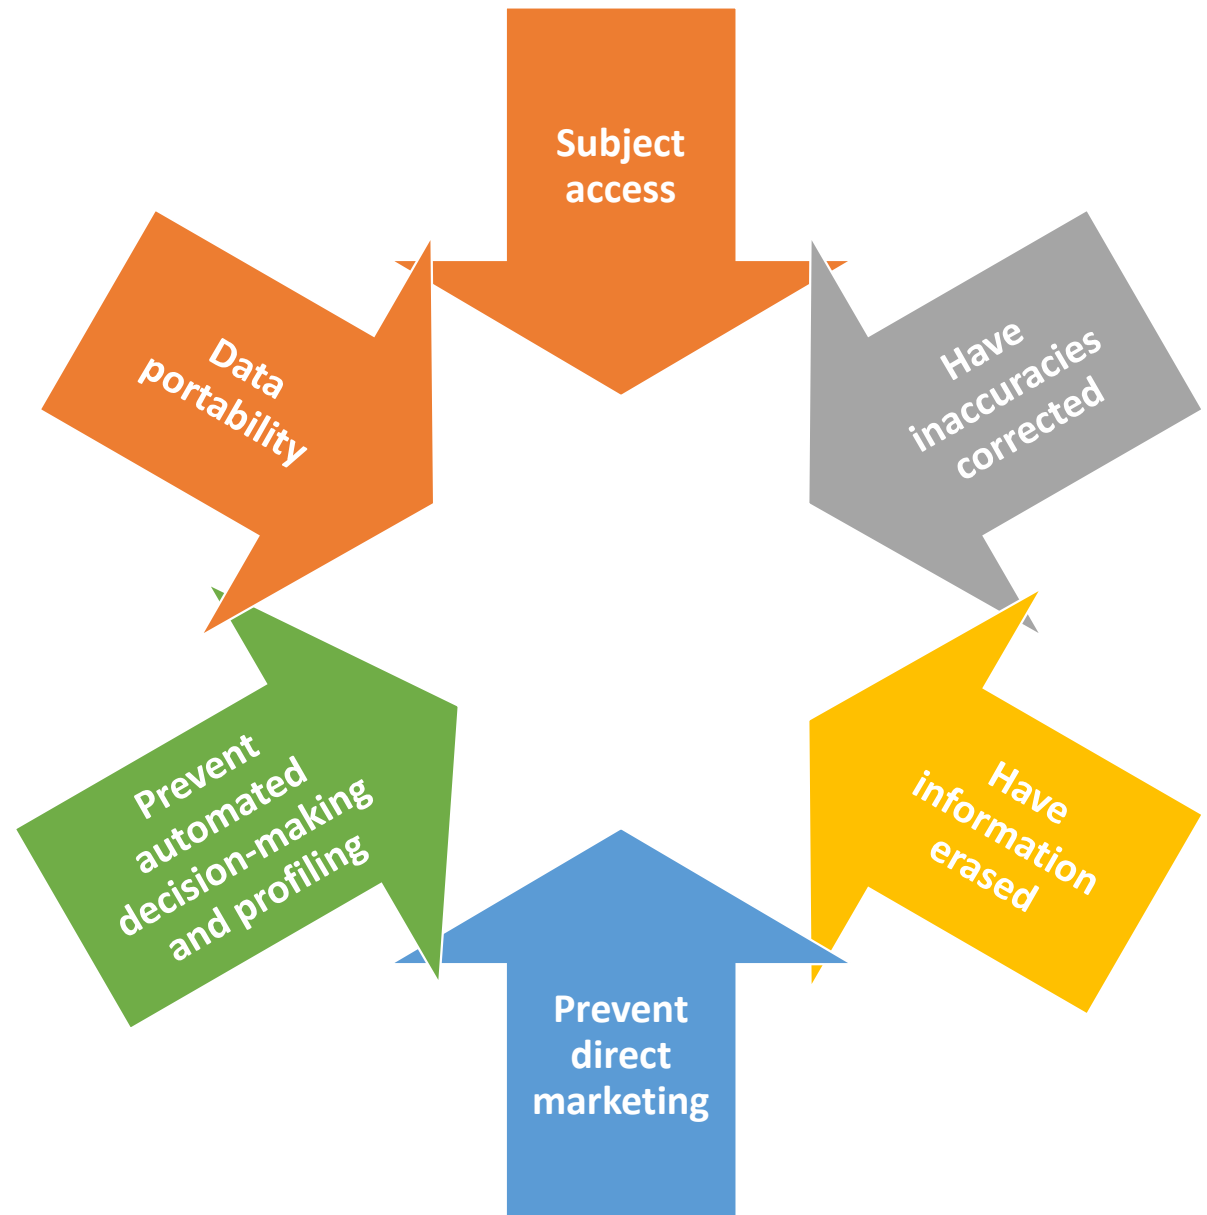 Subject
access
Have
inaccuracies
corrected
Have
information
erased
Prevent
direct
marketing
Prevent
automated
decision-making
and profiling
Data
portability